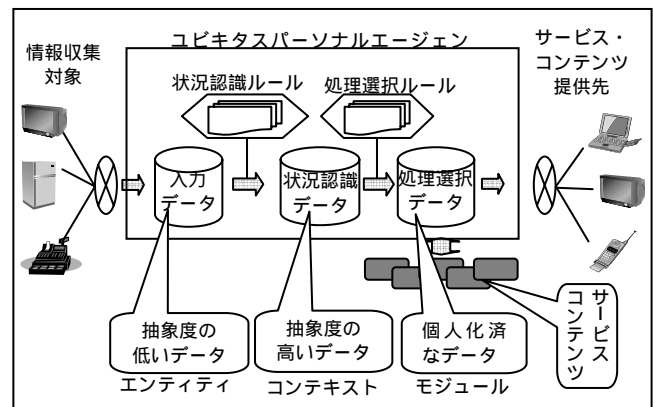 情報収集
対象
ユビキタスパーソナルエージェン
サービス・
コンテンツ
提供先
状況認識ルール
処理選択ルール
入力
データ
状況認識
データ
処理選択
データ
抽象度の
低いデータ
抽象度の
高いデータ
個人化済
なデータ
サービス
コンテンツ
エンティティ
コンテキスト
モジュール